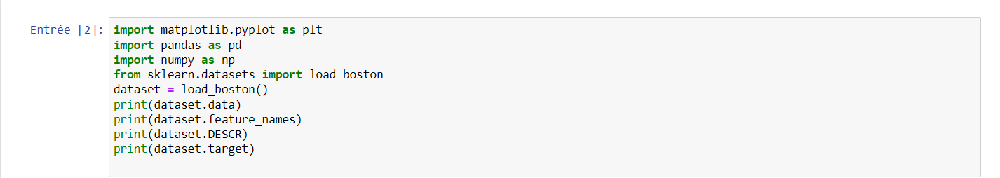 Entrée [2]: import matplotlib.pyplot as plt
import pandas as pd
import numpy as np
from sklearn.datasets import load_boston
dataset = load_boston()
print(dataset.data)
print(dataset.feature_names)
print(dataset.DESCR)
print(dataset.target)